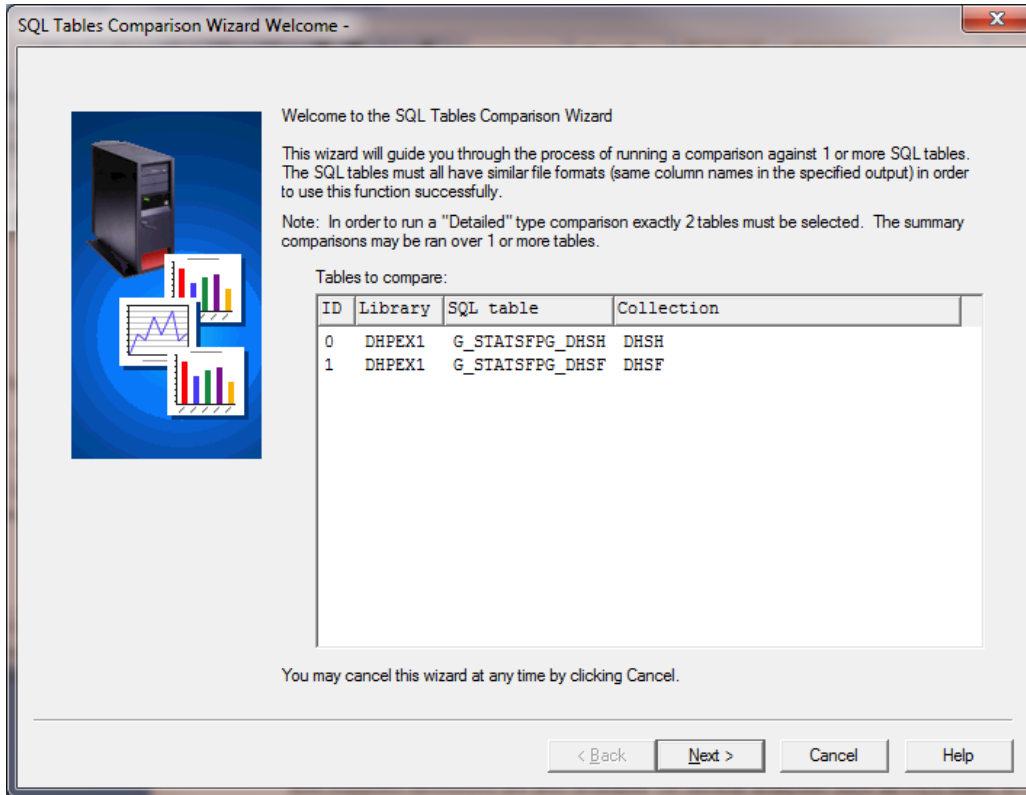 SQL Tables Comparison Wizard Welcome -
Welcome to the SQL Tables Comparison Wizard
This wizard will guide you through the process of running a comparison against 1 or more SQL tables.
The SQL tables must all have similar file formats (same column names in the specified output) in order
to use this function successfully.
Note: In order to run a "Detailed" type comparison exactly 2 tables must be selected. The summary
comparisons may be ran over 1 or more tables.
Tables to compare:
ID Library SQL table Collection
0 DHPEX1 G_STATSFPG_DHSH DHSH
1 DHPEX1 G_STATSFPG_DHSF DHSF
You may cancel this wizard at any time by clicking Cancel.
< Back Next > Cancel Help